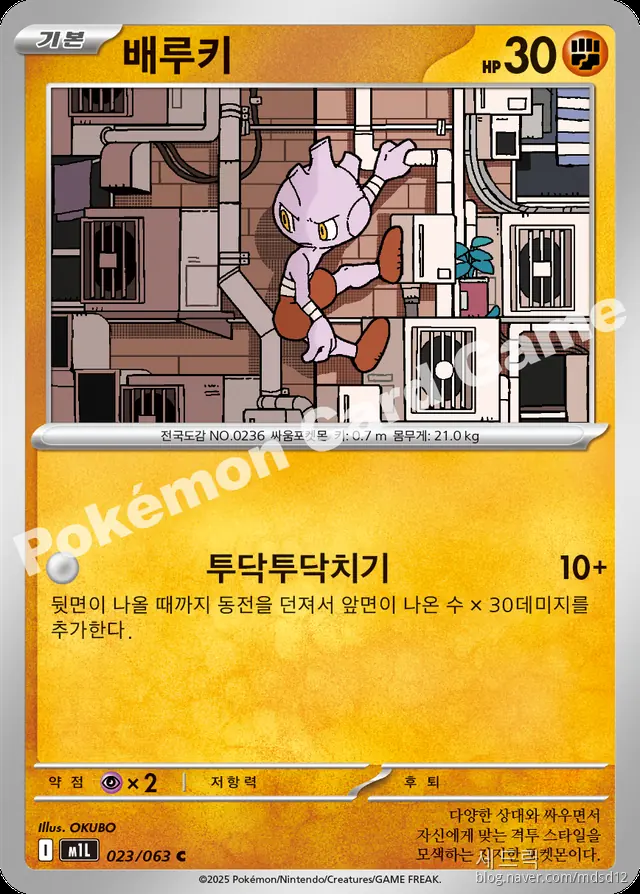 기본
배루키
HP 30
전국도감 NO.0236 싸움포켓몬 키: 0.7 m 몸무게: 21.0 kg
Pokémon Card Game
투닥투닥치기 10+
뒷면이 나올 때까지 동전을 던져서 앞면이 나온 수 × 30데미지를
추가한다.
약점 ×2 저항력 후퇴
Illus. OKUBO
다양한 상대와 싸우면서
자신에게 맞는 격투 스타일을
모색하는 포켓몬이다.
I m1L 023/063 C
세드릭
blog.naver.com/mdsd12
©2025 Pokémon/Nintendo/Creatures/GAME FREAK.